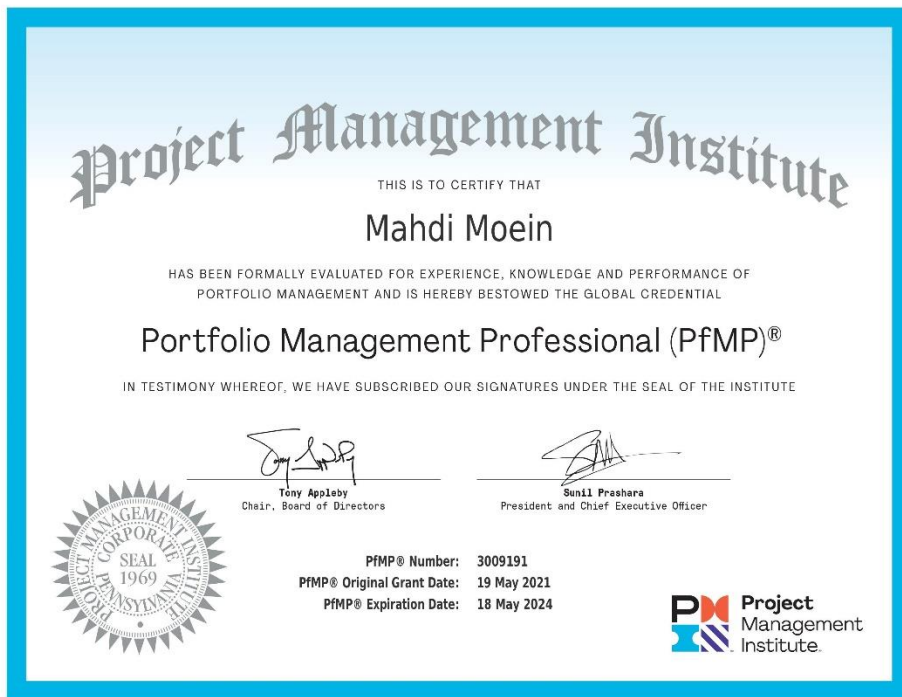 Project Management Institute
THIS IS TO CERTIFY THAT
Mahdi Moein
HAS BEEN FORMALLY EVALUATED FOR EXPERIENCE, KNOWLEDGE AND PERFORMANCE OF
PORTFOLIO MANAGEMENT AND IS HEREBY BESTOWED THE GLOBAL CREDENTIAL
Portfolio Management Professional (PfMP)®
IN TESTIMONY WHEREOF, WE HAVE SUBSCRIBED OUR SIGNATURES UNDER THE SEAL OF THE INSTITUTE
Tony Appleby
Chair, Board of Directors
Sunil Prashara
President and Chief Executive Officer
PROJECT MANAGEMENT INSTITUTE
CORPORATE
SEAL
1969
PENNSYLVANIA
PfMP® Number: 3009191
PfMP® Original Grant Date: 19 May 2021
PfMP® Expiration Date: 18 May 2024
Project
Management
Institute.